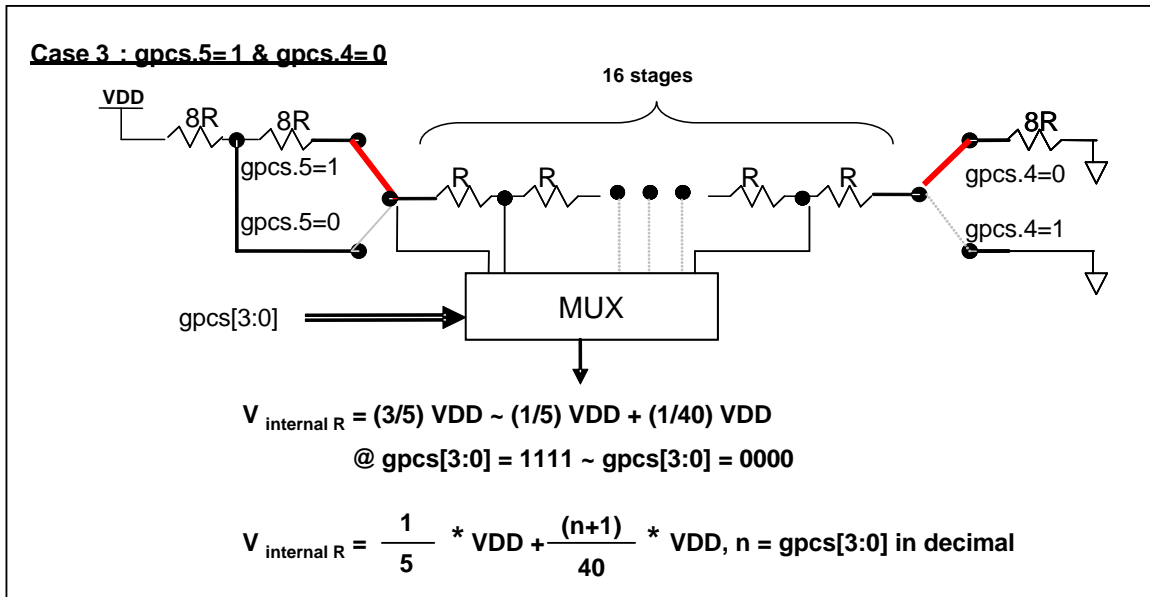 Case 3 : gpcs.5= 1 & gpcs.4= 0
16 stages
VDD
8R
8R
8R
gpcs.5=1
R
R
R
R
gpcs.4=0
gpcs.5=0
gpcs.4=1
MUX
gpcs[3:0]
V internal R = (3/5) VDD ~ (1/5) VDD + (1/40) VDD
@ gpcs[3:0] = 1111 ~ gpcs[3:0] = 0000
V internal R = 1/5 * VDD + (n+1)/40 * VDD, n = gpcs[3:0] in decimal